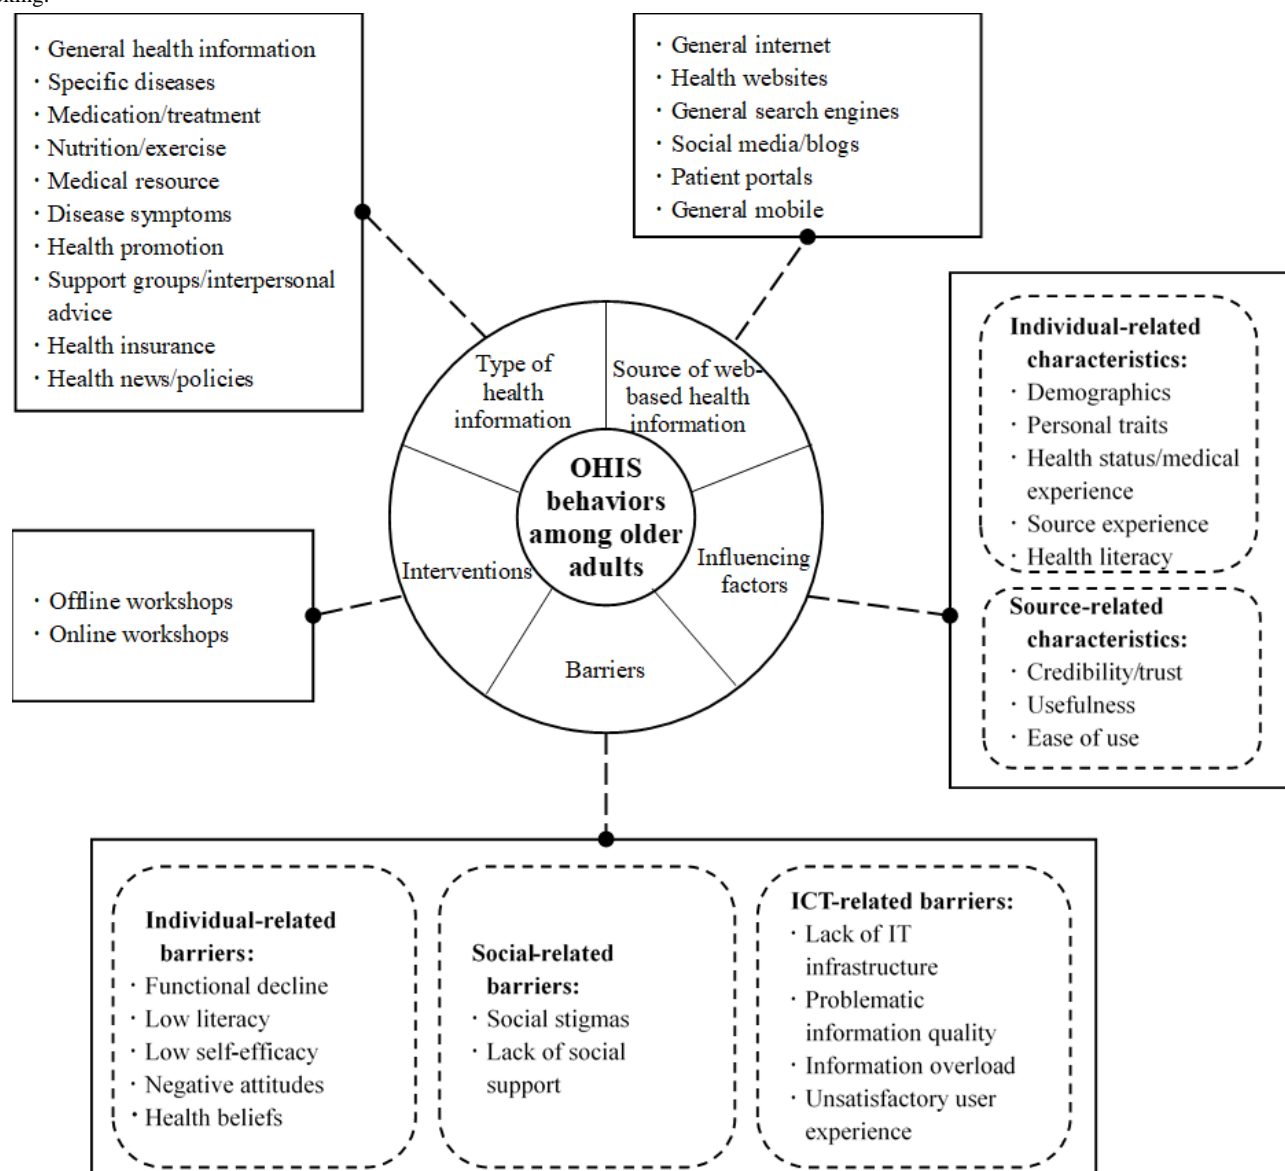 · General health information
· Specific diseases
· Medication/treatment
· Nutrition/exercise
· Medical resource
· Disease symptoms
· Health promotion
· Support groups/interpersonal
advice
· Health insurance
· Health news/policies
· General internet
· Health websites
· General search engines
· Social media/blogs
· Patient portals
· General mobile
Type of
health
information
Source of web-
based health
information
OHIS
behaviors
among older
adults
Interventions
Influencing
factors
Barriers
Individual-related
characteristics:
· Demographics
· Personal traits
· Health status/medical
experience
· Source experience
· Health literacy
Source-related
characteristics:
· Credibility/trust
· Usefulness
· Ease of use
· Offline workshops
· Online workshops
Individual-related
barriers:
· Functional decline
· Low literacy
· Low self-efficacy
· Negative attitudes
· Health beliefs
Social-related
barriers:
· Social stigmas
· Lack of social
support
ICT-related barriers:
· Lack of IT
infrastructure
· Problematic
information quality
· Information overload
· Unsatisfactory user
experience